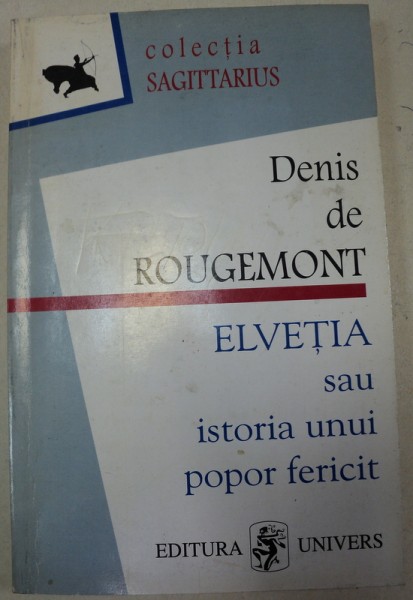 colecția
SAGITTARIUS
Denis
de
ROUGEMONT
ELVEȚIA
sau
istoria unui
popor fericit
EDITURA UNIVERS